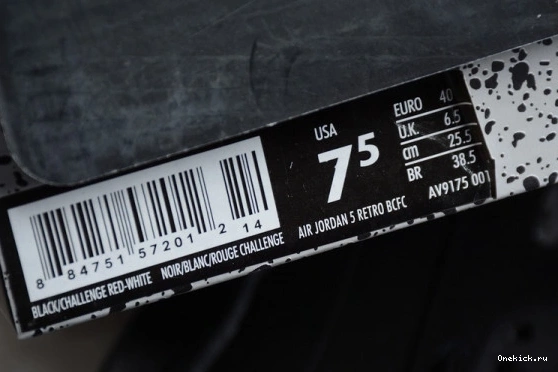 USA
7⁵
EURO 40
U.K. 6.5
cm 25.5
BR 38.5
AIR JORDAN 5 RETRO BCFC
AV9175 001
8 84751 57201 2 14
BLACK/CHALLENGE RED-WHITE NOIR/BLANC/ROUGE CHALLENGE
Onekick.ru